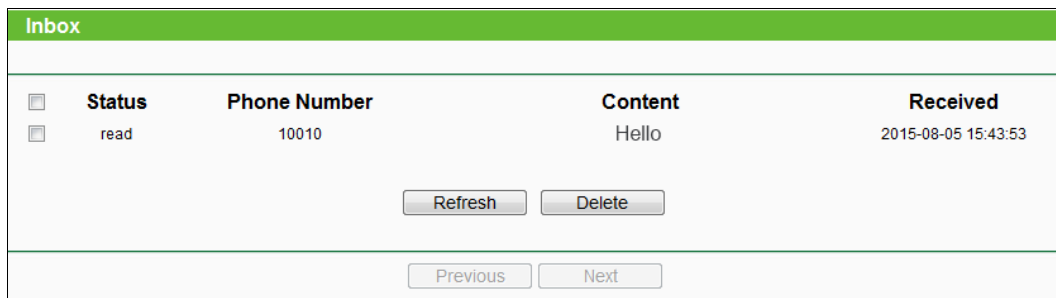 Inbox
Status Phone Number Content Received
read 10010 Hello 2015-08-05 15:43:53
Refresh Delete
Previous Next